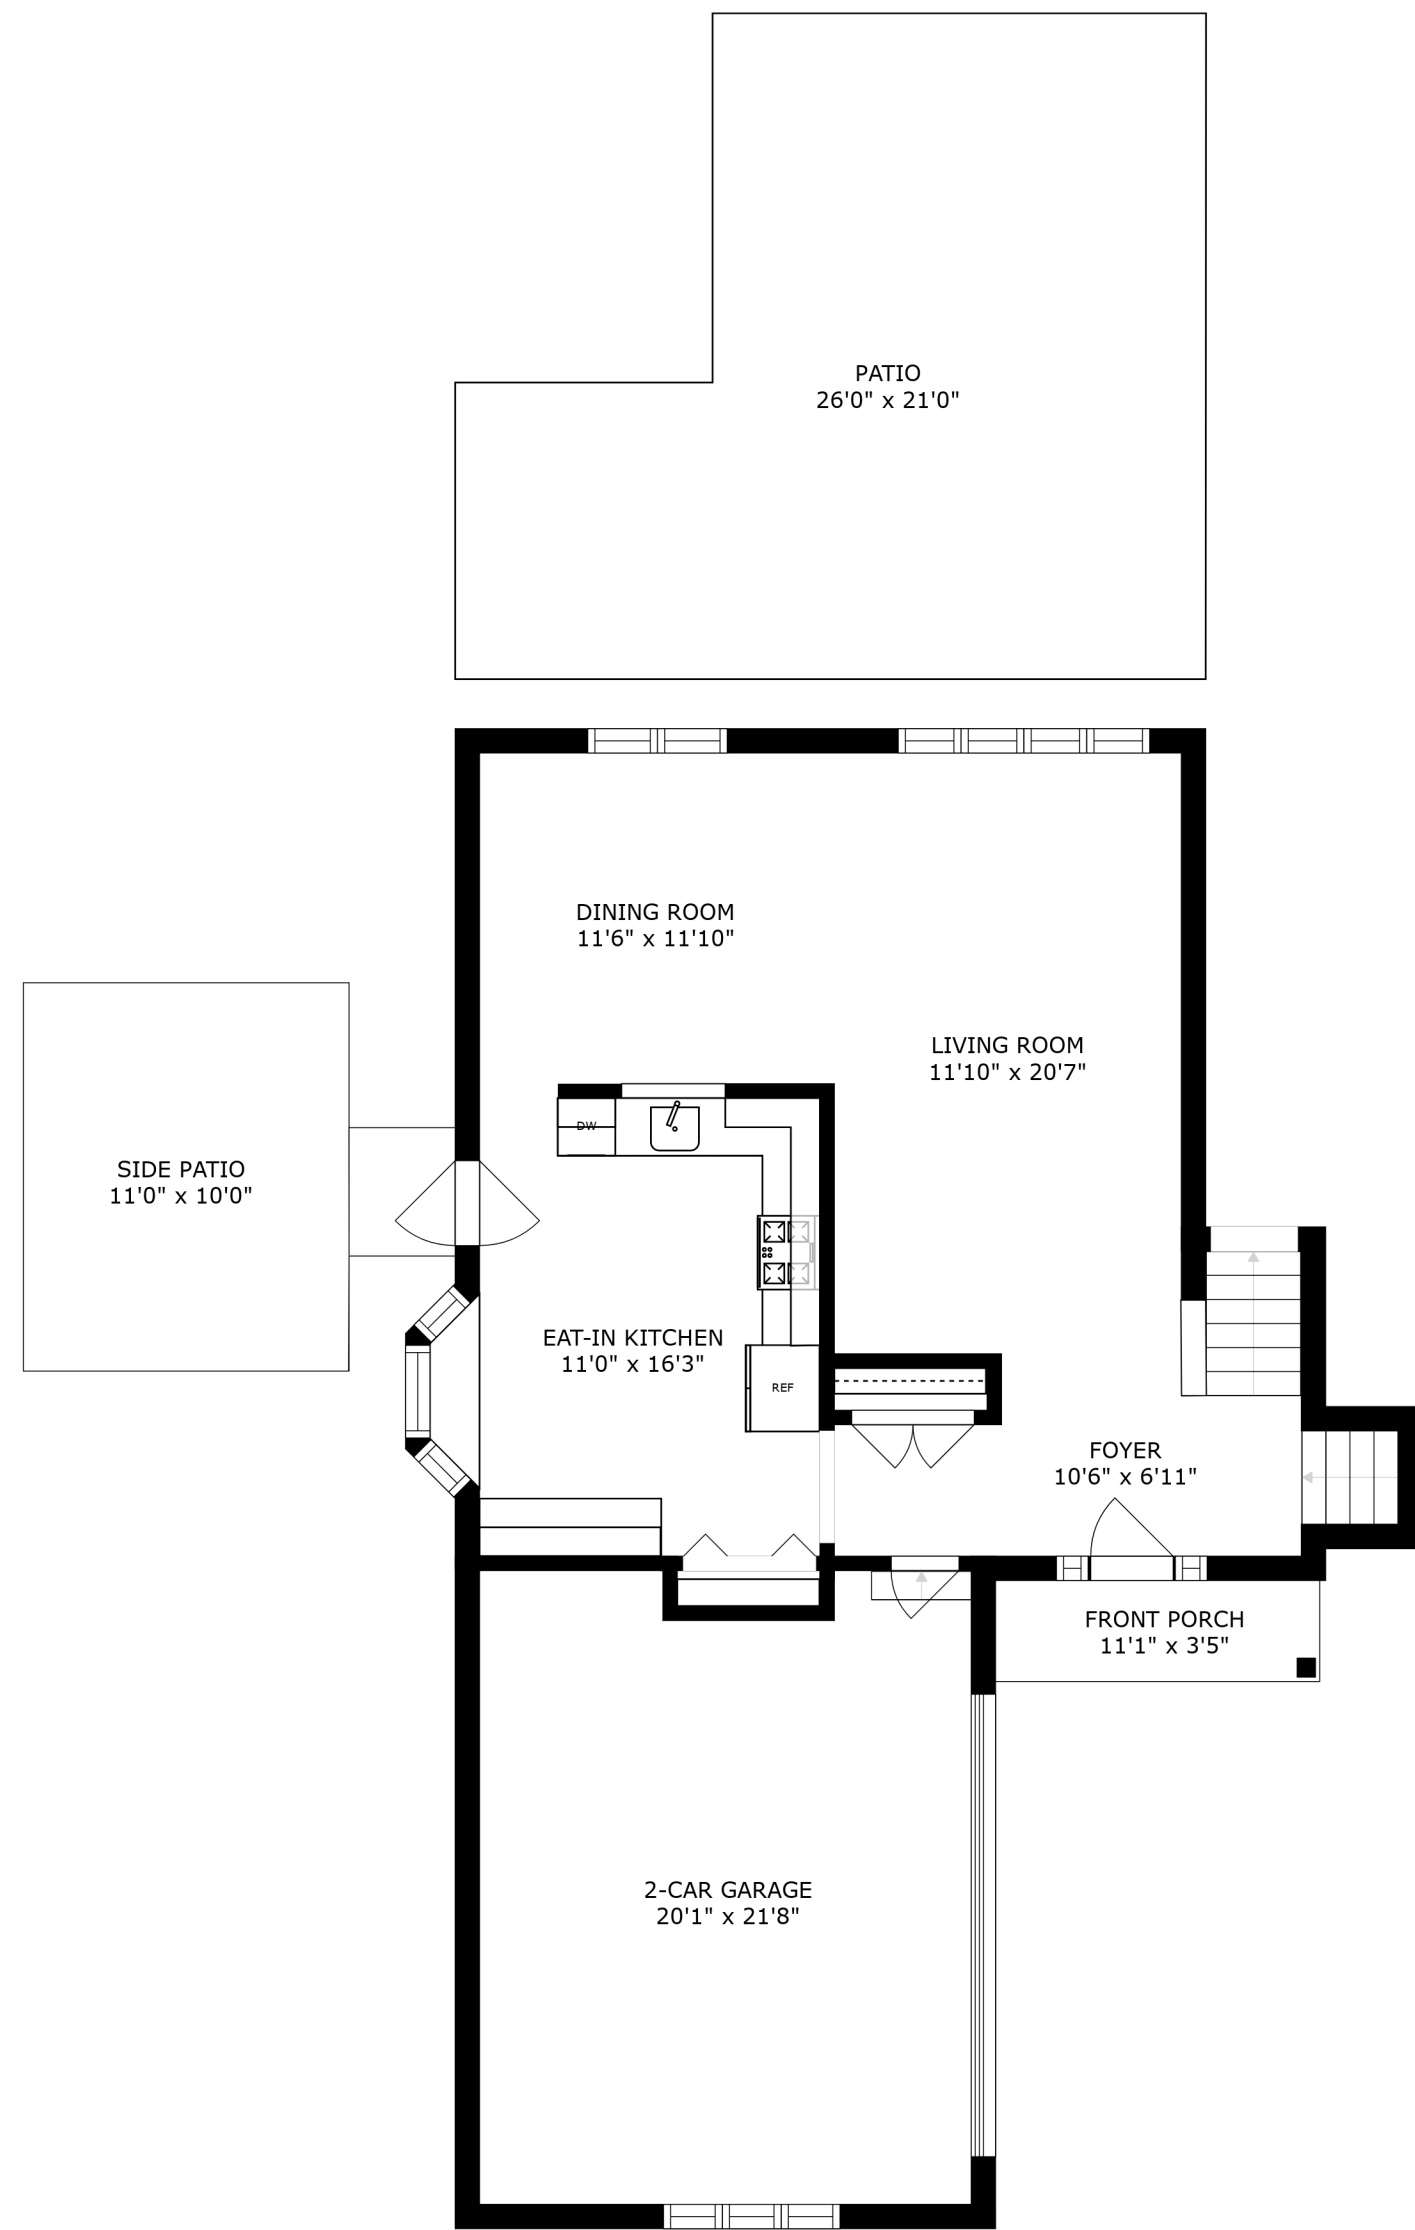 PATIO
26'0" x 21'0"
DINING ROOM
11'6" x 11'10"
LIVING ROOM
11'10" x 20'7"
DW
SIDE PATIO
11'0" x 10'0"
EAT-IN KITCHEN
11'0" x 16'3"
REF
FOYER
10'6" x 6'11"
FRONT PORCH
11'1" x 3'5"
2-CAR GARAGE
20'1" x 21'8"